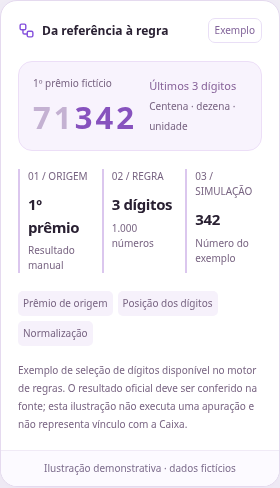 Da referência à regra
Exemplo
1º prêmio fictício
71342
Últimos 3 dígitos
Centena · dezena ·
unidade
01 / ORIGEM
1º
prêmio
Resultado
manual
02 / REGRA
3 dígitos
1.000
números
03 /
SIMULAÇÃO
342
Número do
exemplo
Prêmio de origem
Posição dos dígitos
Normalização
Exemplo de seleção de dígitos disponível no motor
de regras. O resultado oficial deve ser conferido na
fonte; esta ilustração não executa uma apuração e
não representa vínculo com a Caixa.
Ilustração demonstrativa · dados fictícios